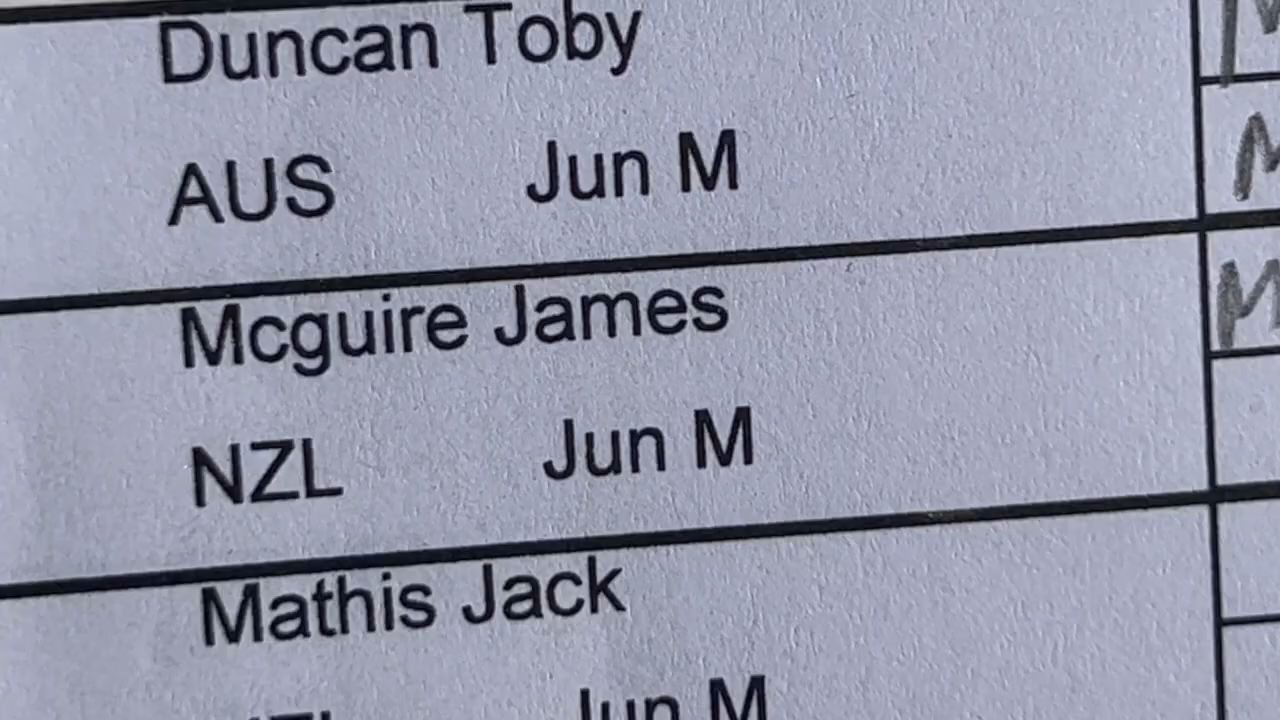 Duncan Toby
AUS Jun M
M
Mcguire James
M
NZL Jun M
Mathis Jack
Jun M